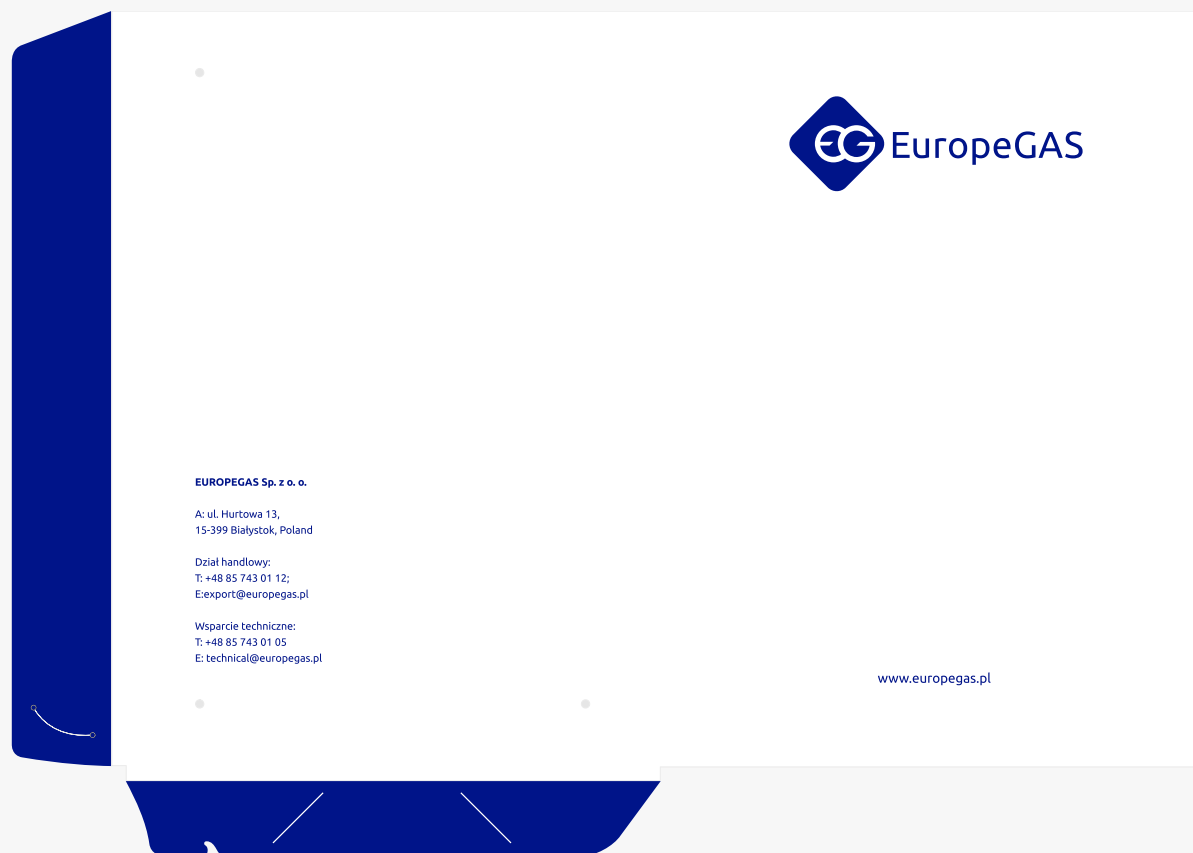 EG EuropeGAS
EUROPEGAS Sp. z o. o.
A: ul. Hurtowa 13,
15-399 Białystok, Poland
Dział handlowy:
T: +48 85 743 01 12;
E:export@europegas.pl
Wsparcie techniczne:
T: +48 85 743 01 05
E: technical@europegas.pl
www.europegas.pl